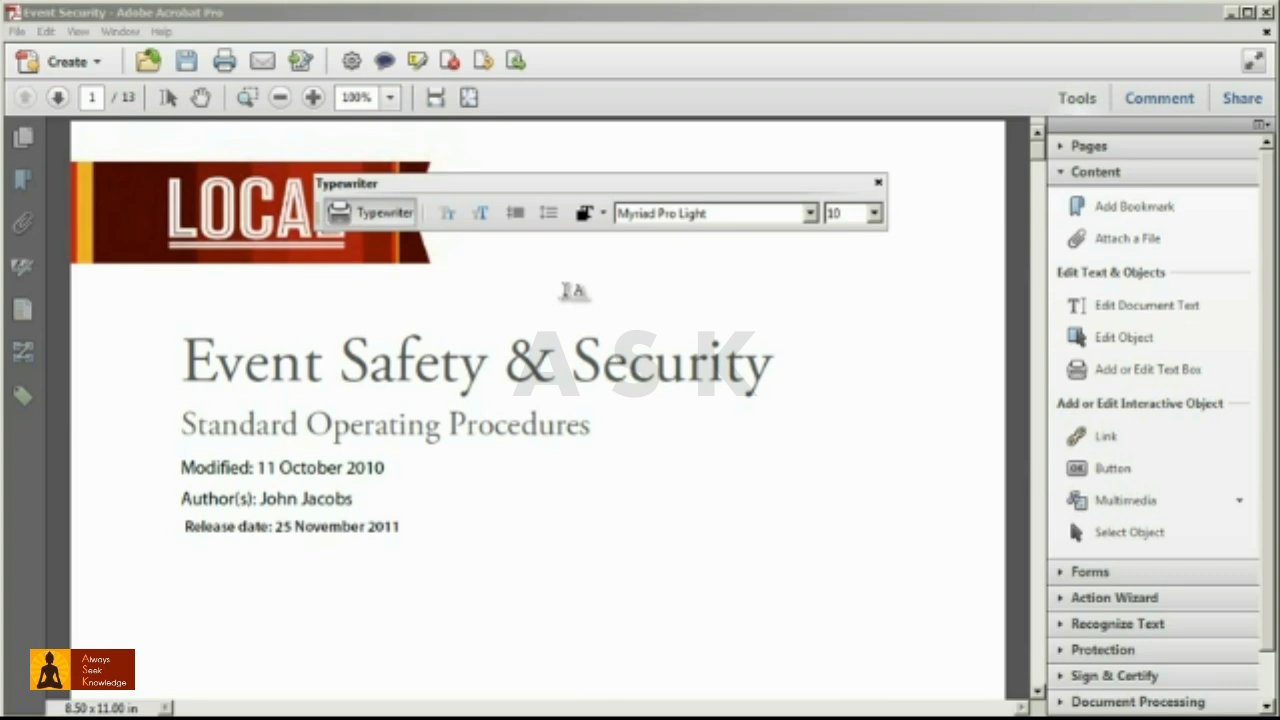 Event Security - Adobe Acrobat Pro
File Edit View Window Help
Create
1 / 13 100% Tools Comment Share
Pages
Content
Add Bookmark
Attach a File
Edit Text & Objects
Edit Document Text
Edit Object
Add or Edit Text Box
Add or Edit Interactive Object
Link
OK Button
Multimedia
Select Object
Forms
Action Wizard
Recognize Text
Protection
Sign & Certify
Document Processing
LOCAL
Typewriter
Typewriter Tr T Myriad Pro Light 10
A
ASK
Event Safety & Security
Standard Operating Procedures
Modified: 11 October 2010
Author(s): John Jacobs
Release date: 25 November 2011
Always
Seek
Knowledge
8.50 x 11.00 in